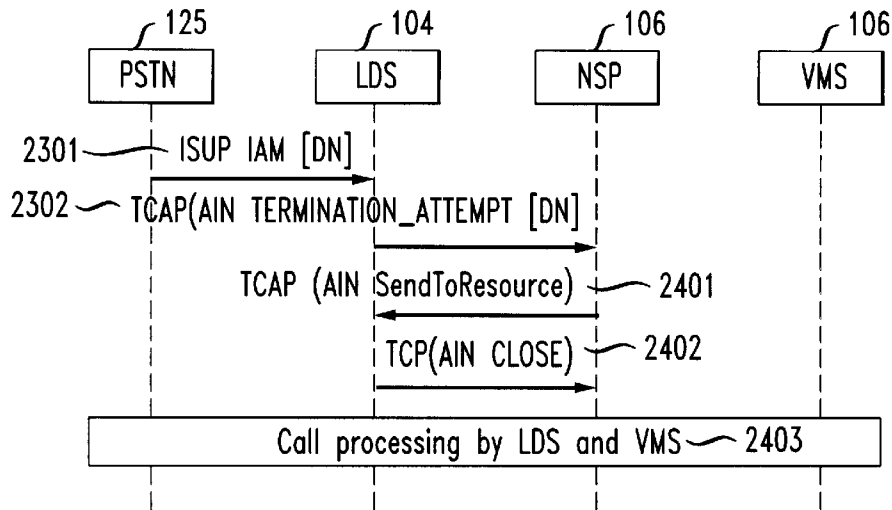 125 104 106 106
PSTN LDS NSP VMS
2301 ISUP IAM [DN]
2302 TCAP(AIN TERMINATION_ATTEMPT [DN]
TCAP (AIN SendToResource) 2401
TCP(AIN CLOSE) 2402
Call processing by LDS and VMS 2403